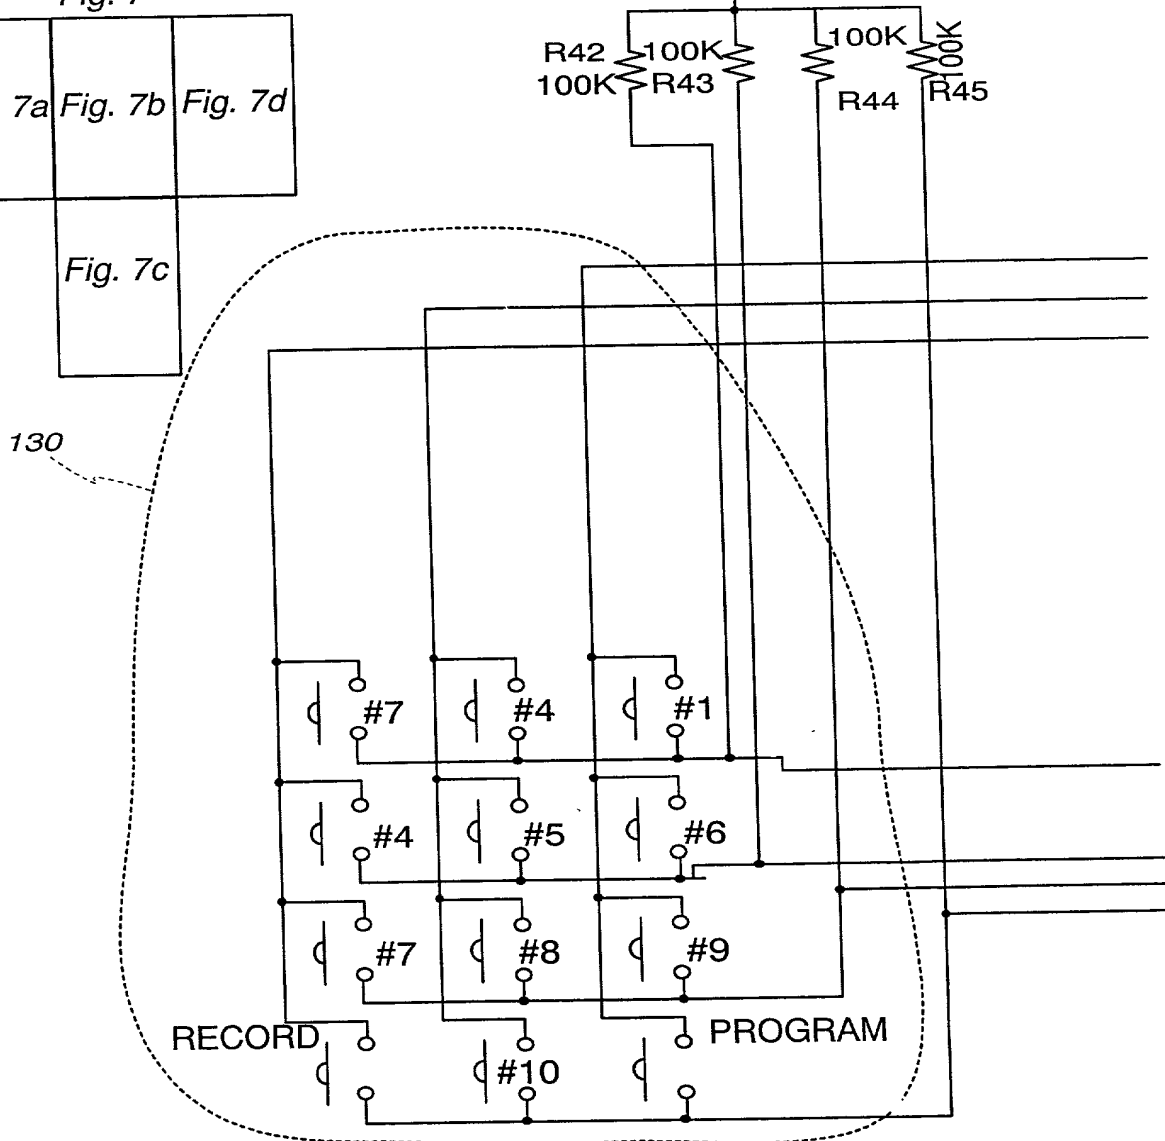 Fig. 7
7a
Fig. 7b
Fig. 7d
Fig. 7c
R42
100K
100K
R43
100K
R44
100K
R45
130
#7
#4
#1
#4
#5
#6
#7
#8
#9
RECORD
#10
PROGRAM